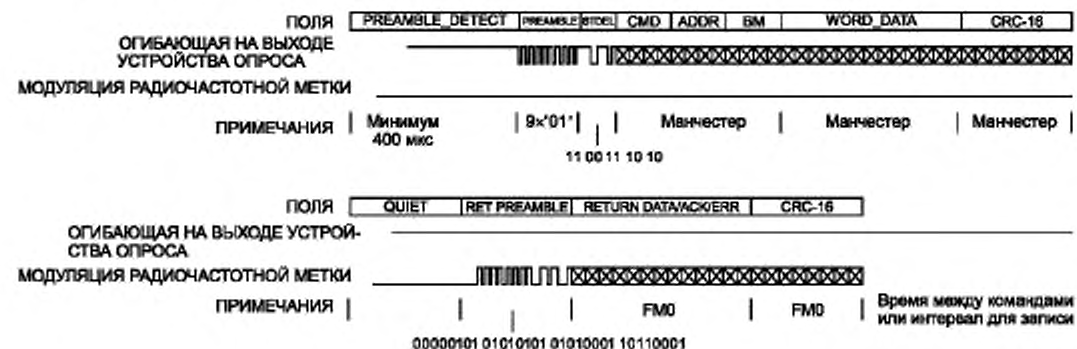 ПОЛЯ PREAMBLE_DETECT PREAMBLE STDEL CMD ADDR BM WORD_DATA CRC-16
ОГИБАЮЩАЯ НА ВЫХОДЕ
УСТРОЙСТВА ОПРОСА
МОДУЛЯЦИЯ РАДИОЧАСТОТНОЙ МЕТКИ
ПРИМЕЧАНИЯ Минимум 9×"01" Манчестер Манчестер Манчестер
400 мкс
11 00 11 10 10
ПОЛЯ QUIET RET PREAMBLE RETURN DATA/ACK/ERR CRC-16
ОГИБАЮЩАЯ НА ВЫХОДЕ УСТРОЙ-
СТВА ОПРОСА
МОДУЛЯЦИЯ РАДИОЧАСТОТНОЙ МЕТКИ
ПРИМЕЧАНИЯ FM0 FM0 Время между командами
или интервал для записи
00000101 01010101 01010001 10110001